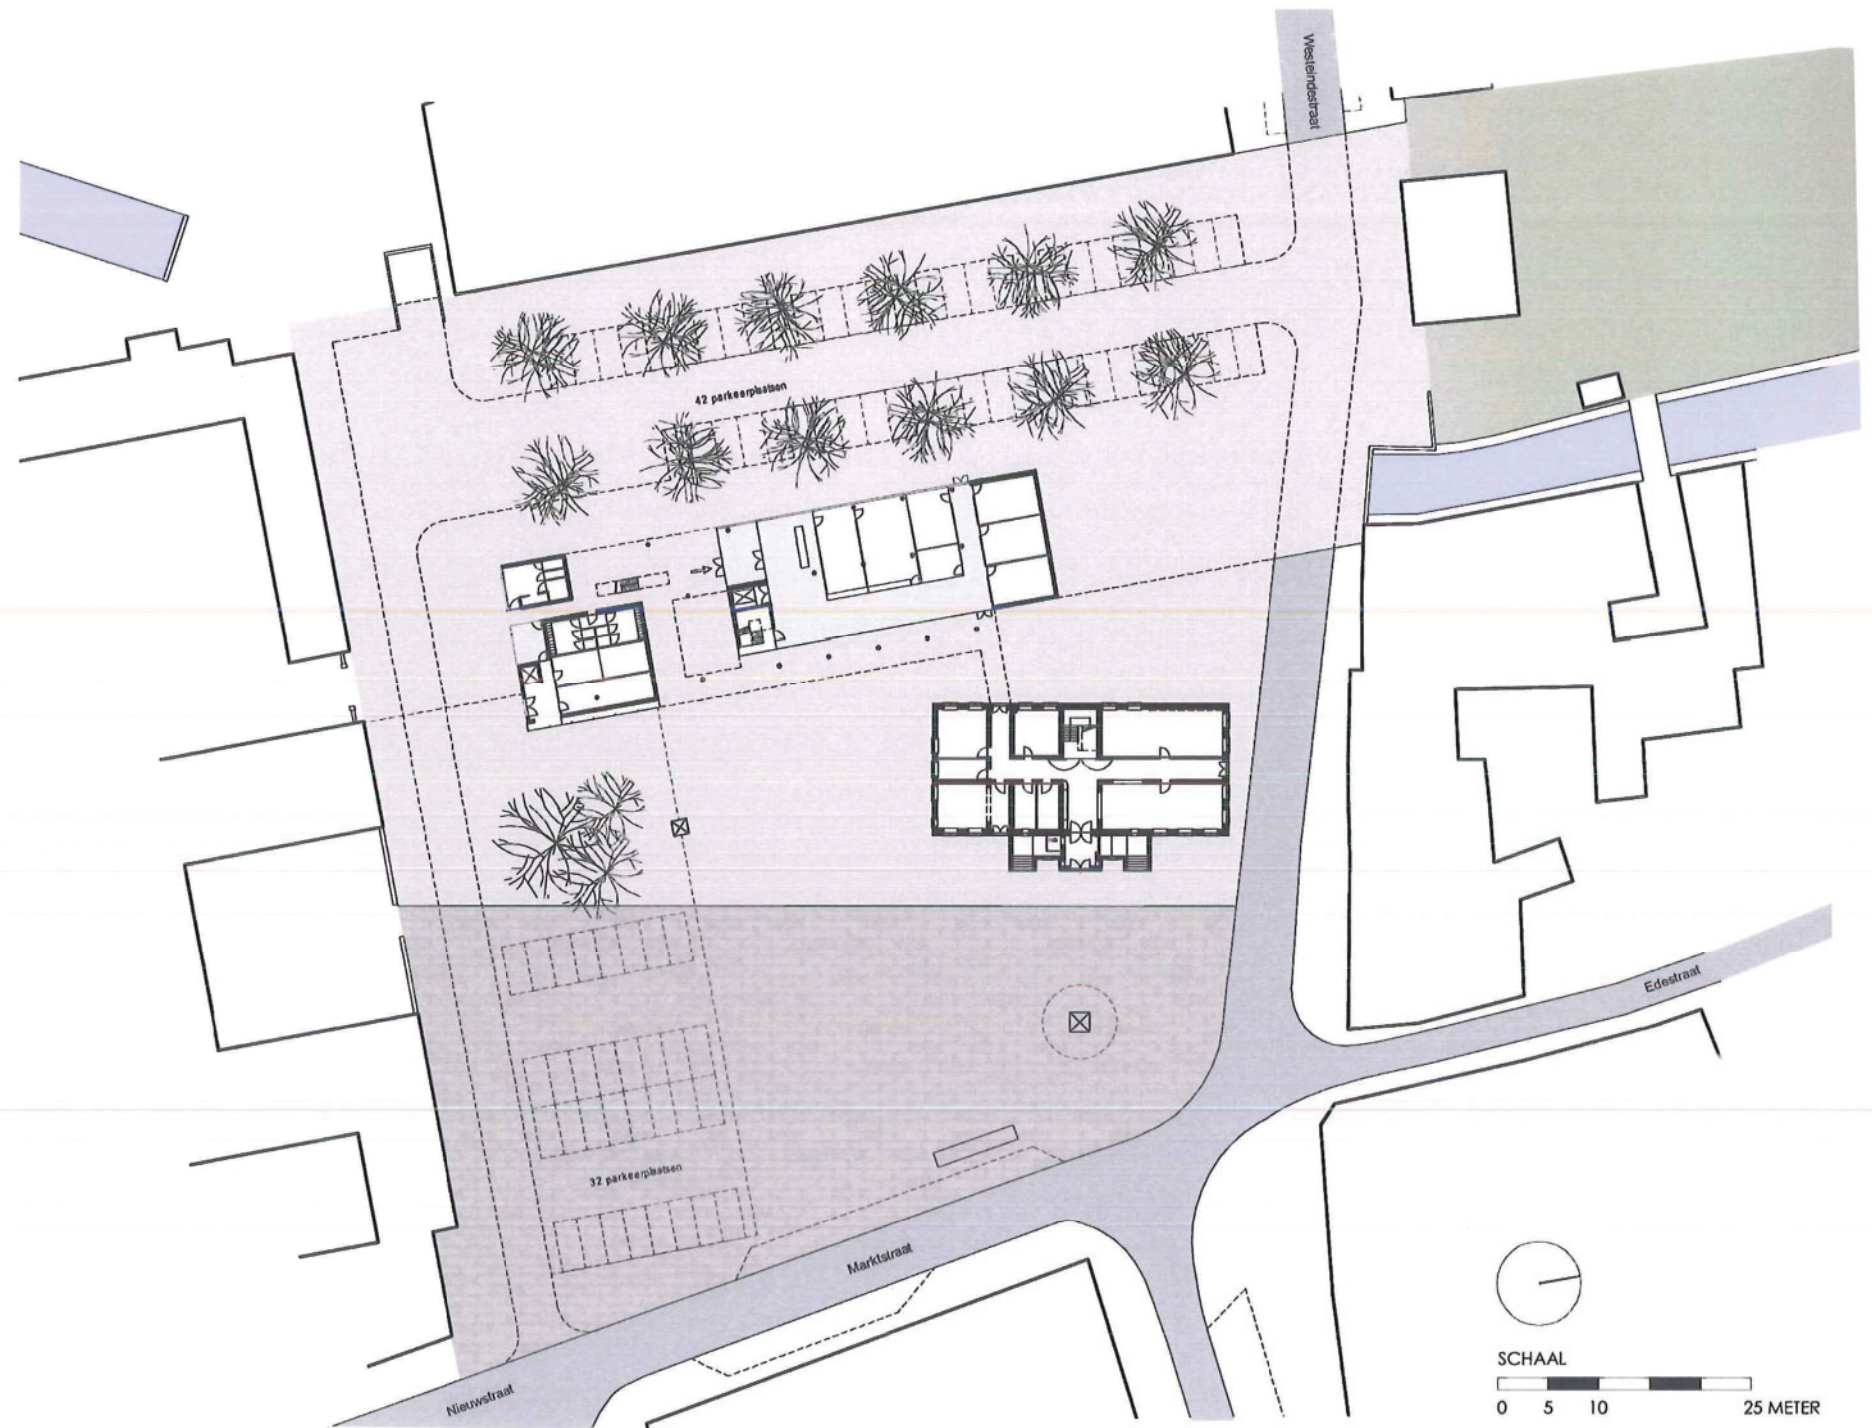 Westeindestraat
42 parkeerplaatsen
Edestraat
32 parkeerplaatsen
Marktstraat
Nieuwstraat
SCHAAL
0 5 10 25 METER